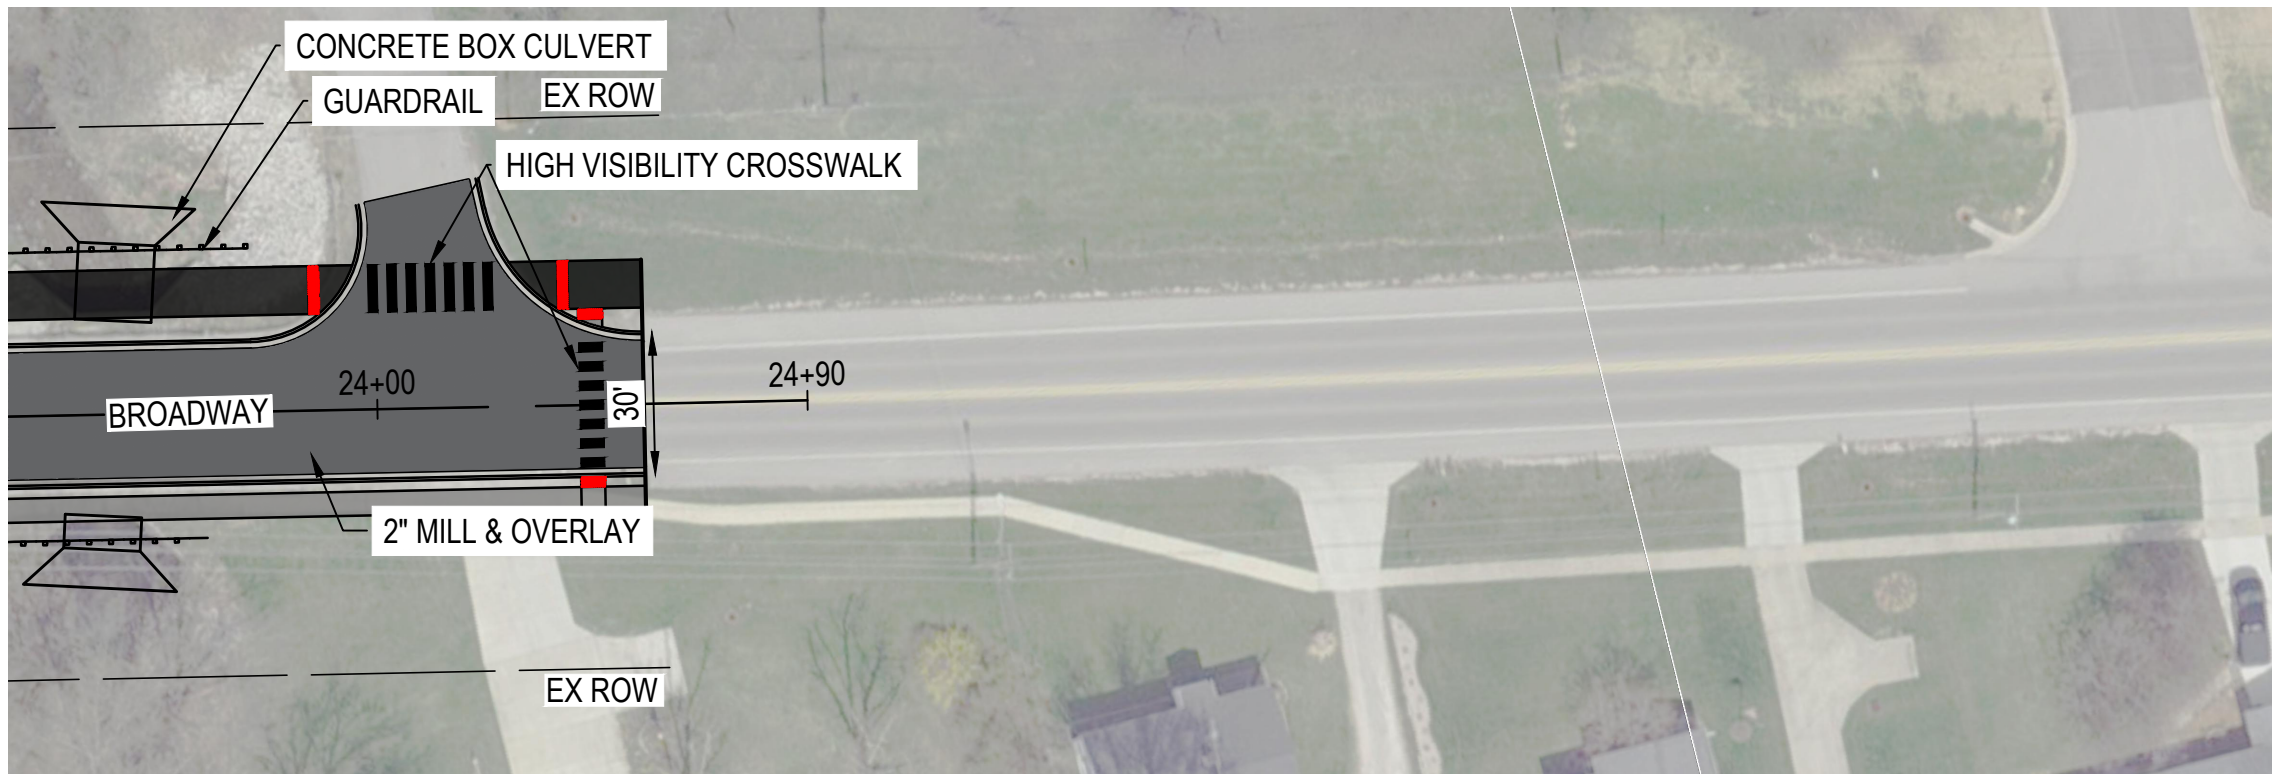 CONCRETE BOX CULVERT
GUARDRAIL
EX ROW
HIGH VISIBILITY CROSSWALK
24+00
24+90
BROADWAY
30'
2" MILL & OVERLAY
EX ROW